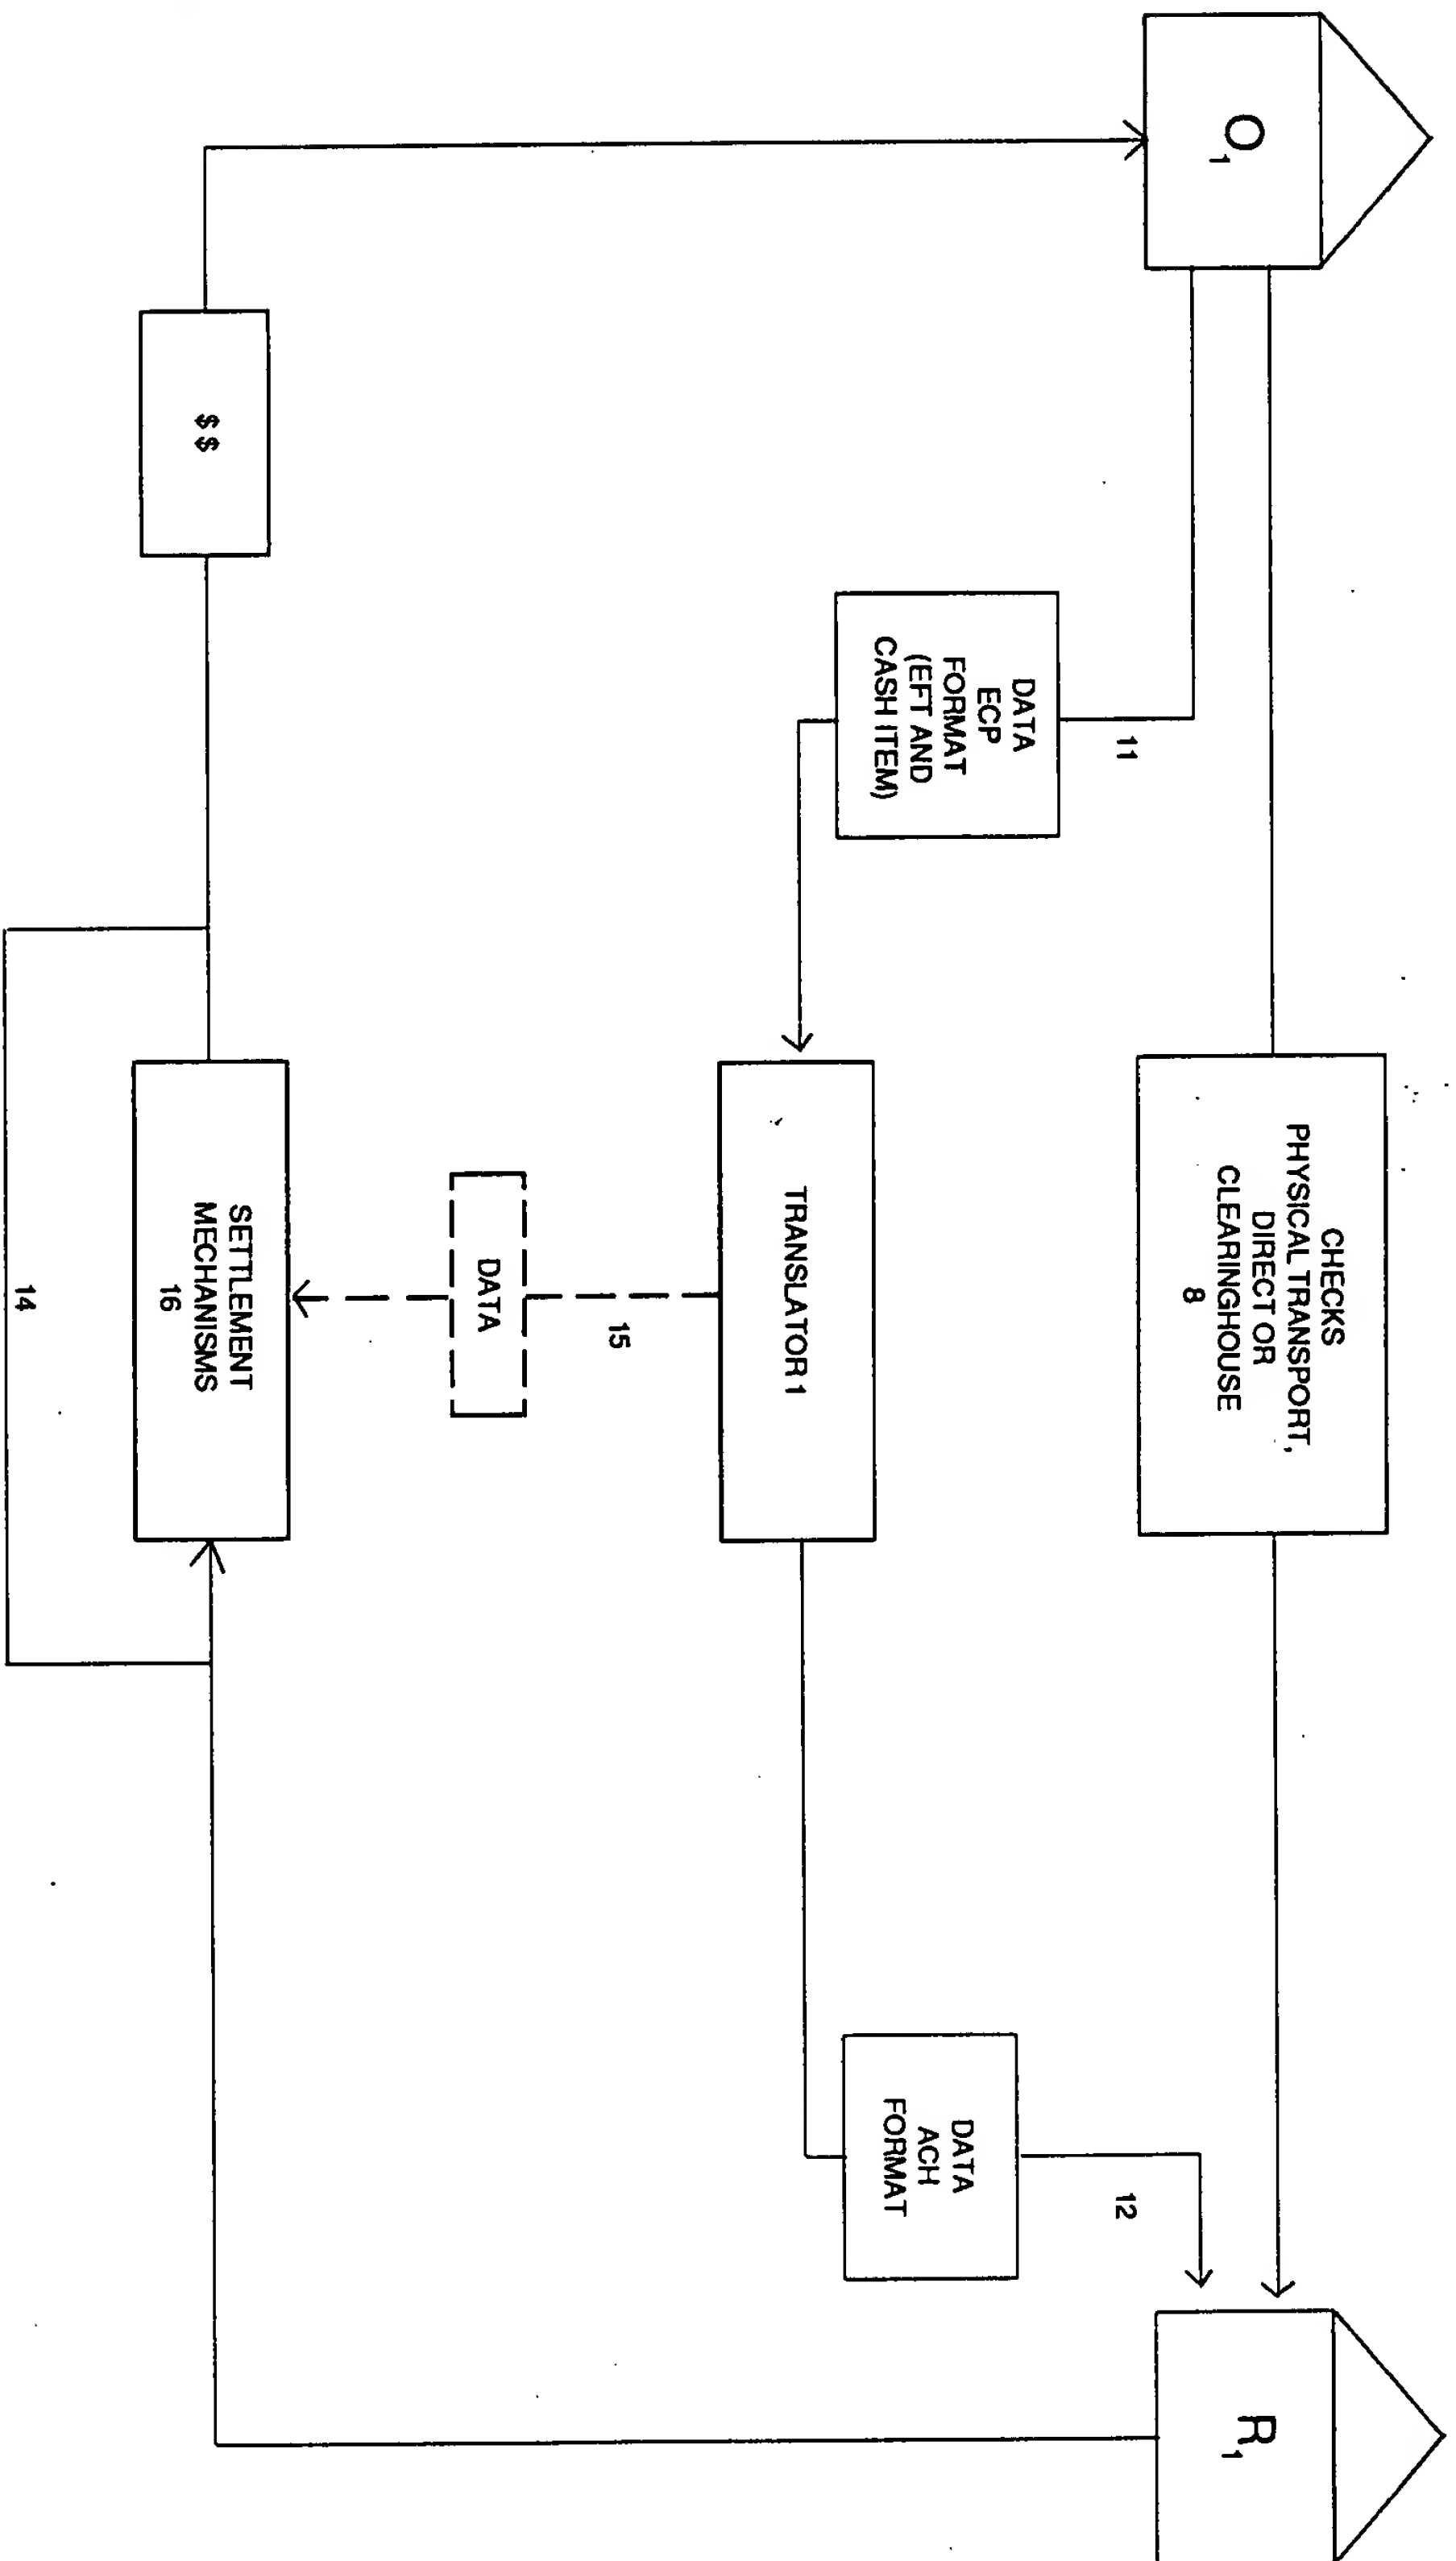 O1
R1
CHECKS
PHYSICAL TRANSPORT,
DIRECT OR
CLEARINGHOUSE
8
11
DATA
ECP
FORMAT
(EFT AND
CASH ITEM)
TRANSLATOR 1
12
DATA
ACH
FORMAT
15
DATA
$$
SETTLEMENT
MECHANISMS
16
14